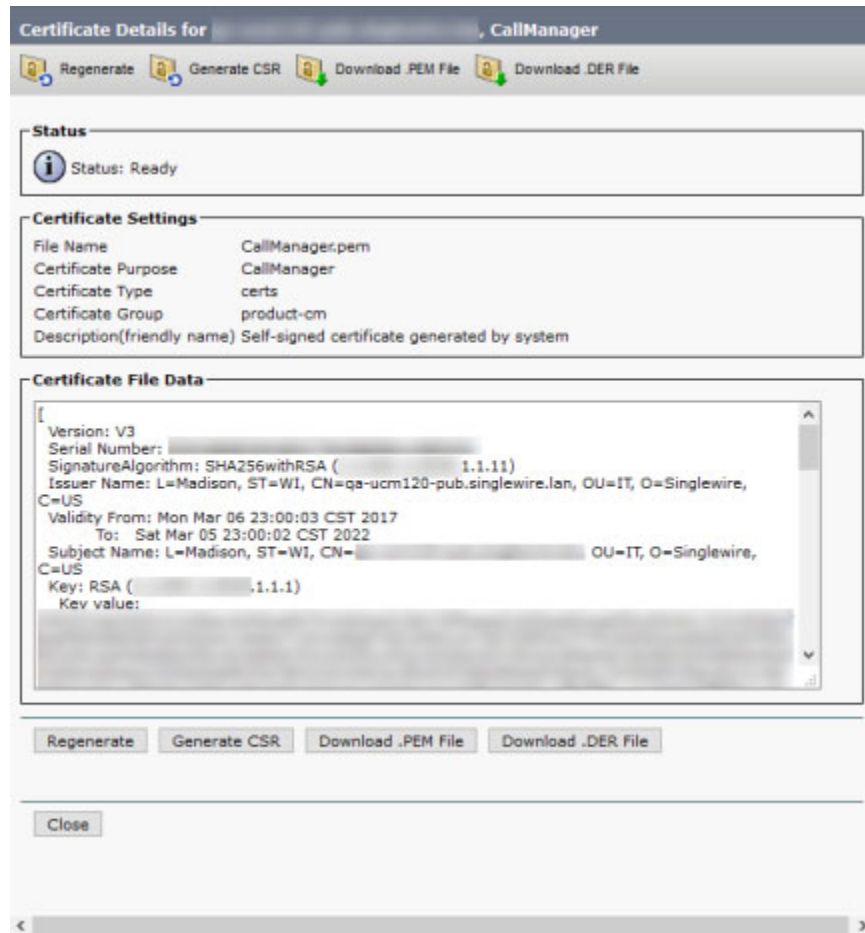 Certificate Details for , CallManager
Regenerate Generate CSR Download .PEM File Download .DER File
Status
Status: Ready
Certificate Settings
File Name CallManager.pem
Certificate Purpose CallManager
Certificate Type certs
Certificate Group product-cm
Description(friendly name) Self-signed certificate generated by system
Certificate File Data
[
Version: V3
Serial Number:
SignatureAlgorithm: SHA256withRSA ( 1.1.11)
Issuer Name: L=Madison, ST=WI, CN=qa-ucm120-pub.singlewire.lan, OU=IT, O=Singlewire,
C=US
Validity From: Mon Mar 06 23:00:03 CST 2017
To: Sat Mar 05 23:00:02 CST 2022
Subject Name: L=Madison, ST=WI, CN= OU=IT, O=Singlewire,
C=US
Key: RSA ( .1.1.1)
Key value:
Regenerate Generate CSR Download .PEM File Download .DER File
Close